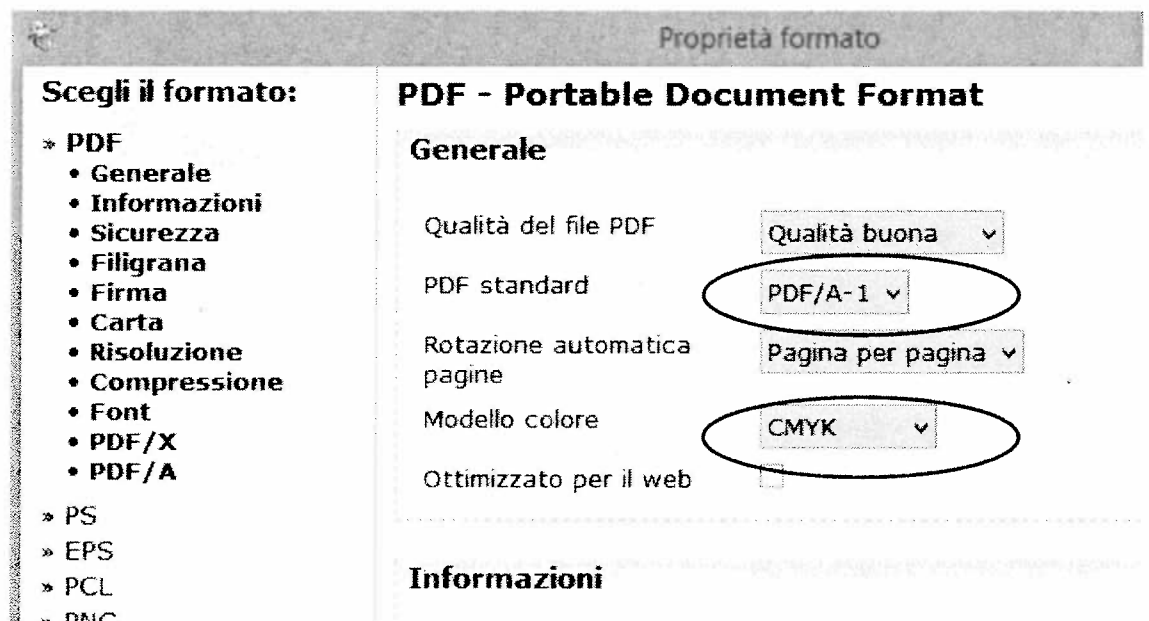 Proprietà formato
Scegli il formato:
» PDF
• Generale
• Informazioni
• Sicurezza
• Filigrana
• Firma
• Carta
• Risoluzione
• Compressione
• Font
• PDF/X
• PDF/A
» PS
» EPS
» PCL
» PNG
PDF - Portable Document Format
Generale
Qualità del file PDF Qualità buona
PDF standard PDF/A-1
Rotazione automatica pagine Pagina per pagina
Modello colore CMYK
Ottimizzato per il web
Informazioni